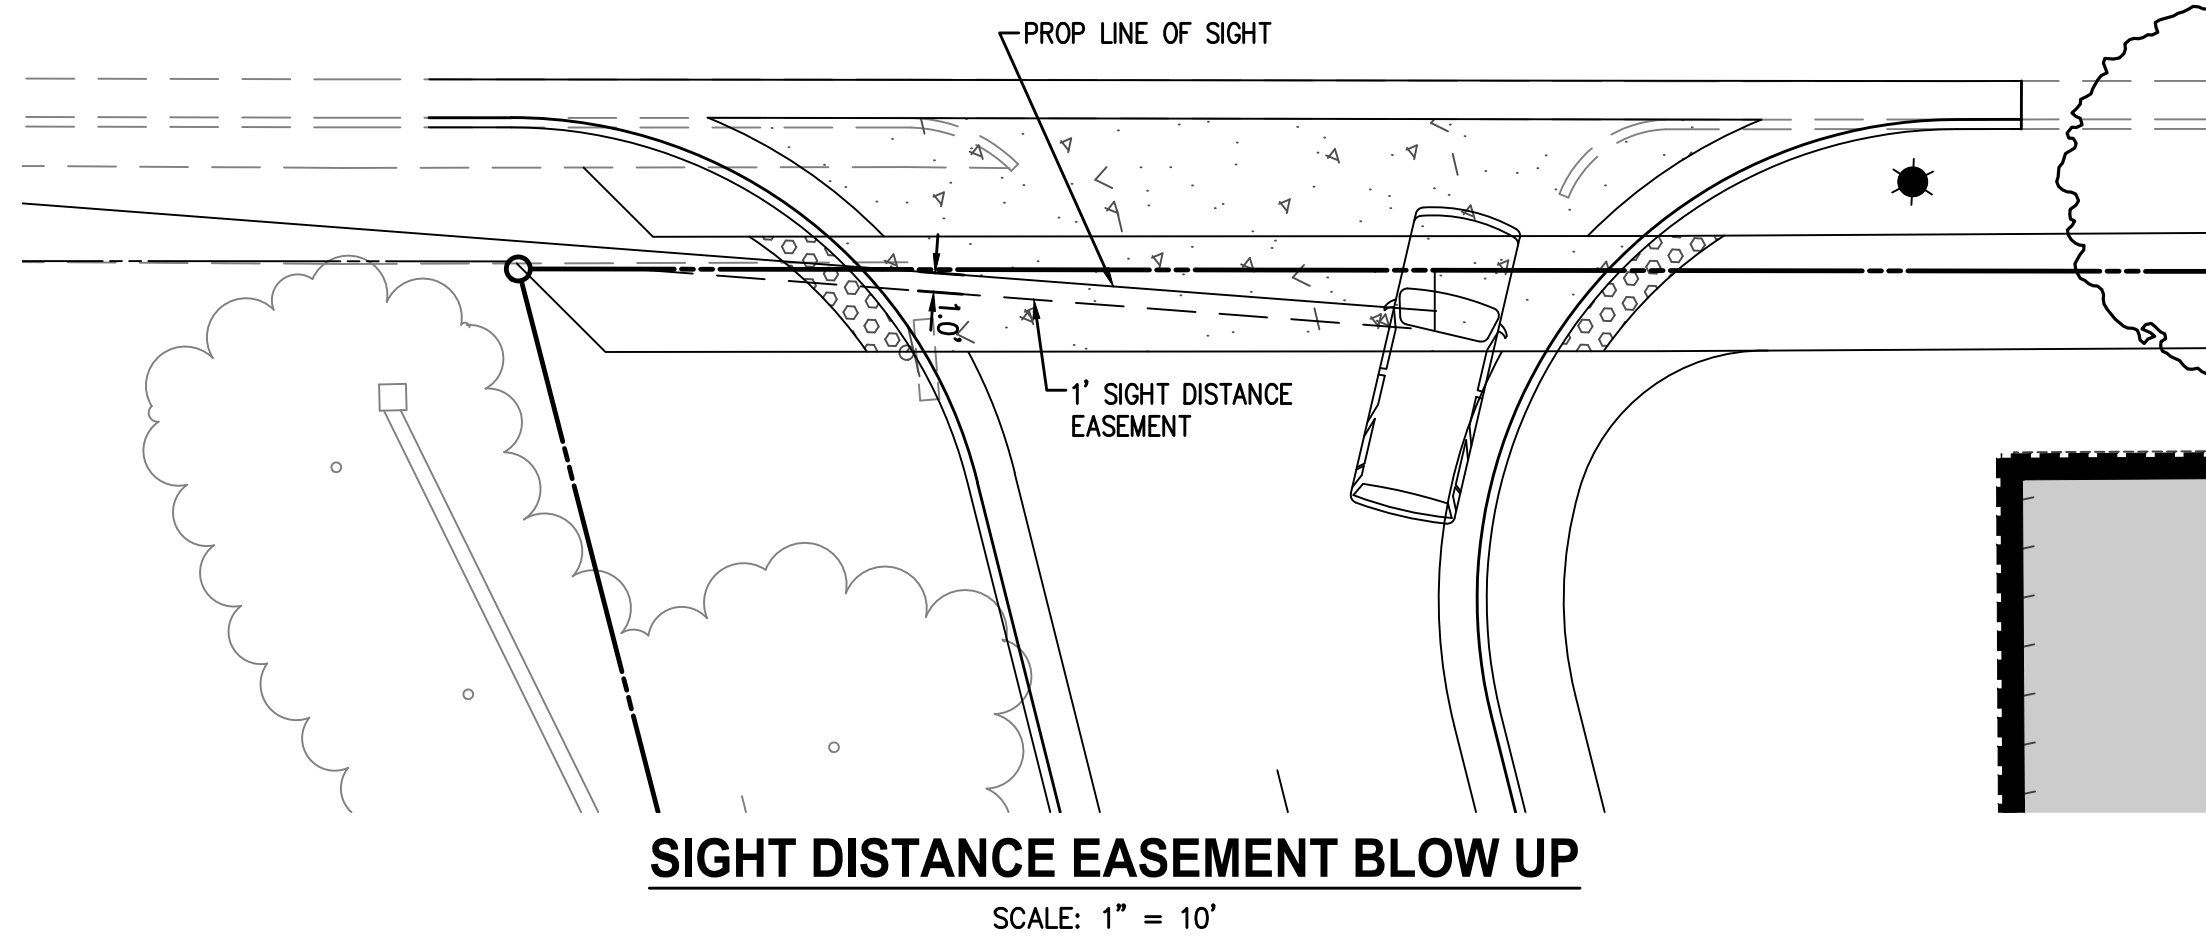 PROP LINE OF SIGHT
1.0'
1' SIGHT DISTANCE
EASEMENT
SIGHT DISTANCE EASEMENT BLOW UP
SCALE: 1" = 10'